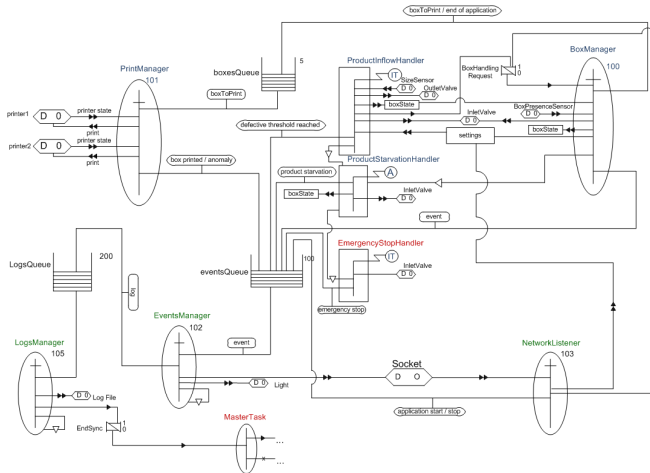 boxToPrint / end of application
PrintManager
101
boxesQueue
5
boxToPrint
ProductInflowHandler
IT
SizeSensor
D 0
OutletValve
D 0
boxState
InletValve
D 0
BoxHandling
Request
1
0
BoxManager
100
BoxPresenceSensor
D 0
boxState
settings
printer1
D 0
printer state
print
printer2
D 0
printer state
print
defective threshold reached
box printed / anomaly
ProductStarvationHandler
A
product starvation
boxState
InletValve
D 0
event
EmergencyStopHandler
IT
InletValve
D 0
emergency stop
LogsQueue
200
log
eventsQueue
100
EventsManager
102
event
D 0
Light
LogsManager
105
D 0
Log File
EndSync
1
0
MasterTask
...
...
Socket
D O
application start / stop
NetworkListener
103